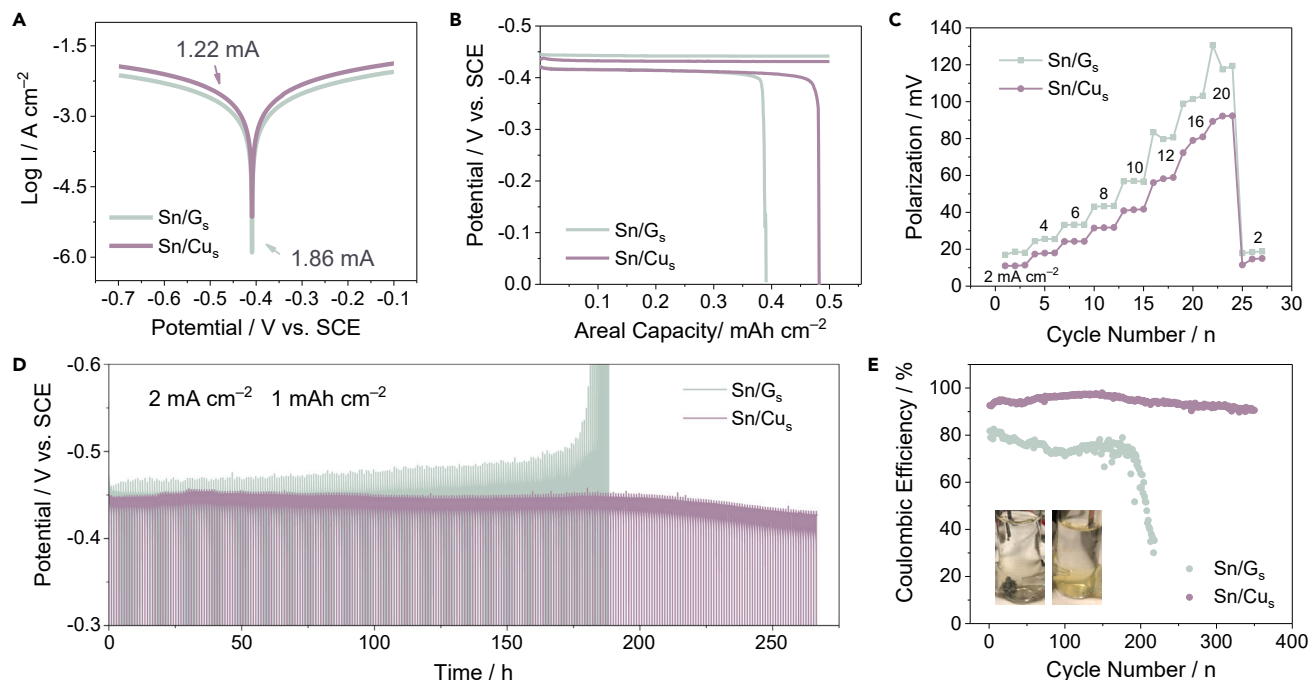 A
1.22 mA
-1.5
-3.0
-4.5
-6.0
Log I / A cm⁻²
Sn/Gₛ
Sn/Cuₛ
1.86 mA
-0.7 -0.6 -0.5 -0.4 -0.3 -0.2 -0.1
Potential / V vs. SCE
B
-0.5
-0.4
-0.3
-0.2
-0.1
0.0
Potential / V vs. SCE
Sn/Gₛ
Sn/Cuₛ
0.1 0.2 0.3 0.4 0.5
Areal Capacity/ mAh cm⁻²
C
140
120
100
80
60
40
20
0
Polarization / mV
Sn/Gₛ
Sn/Cuₛ
2 mA cm⁻²
4
6
8
10
12
16
20
2
0 5 10 15 20 25 30
Cycle Number / n
D
-0.6
-0.5
-0.4
-0.3
Potential / V vs. SCE
2 mA cm⁻² 1 mAh cm⁻²
Sn/Gₛ
Sn/Cuₛ
0 50 100 150 200 250
Time / h
E
120
100
80
60
40
20
0
Coulombic Efficiency / %
Sn/Gₛ
Sn/Cuₛ
0 100 200 300 400
Cycle Number / n